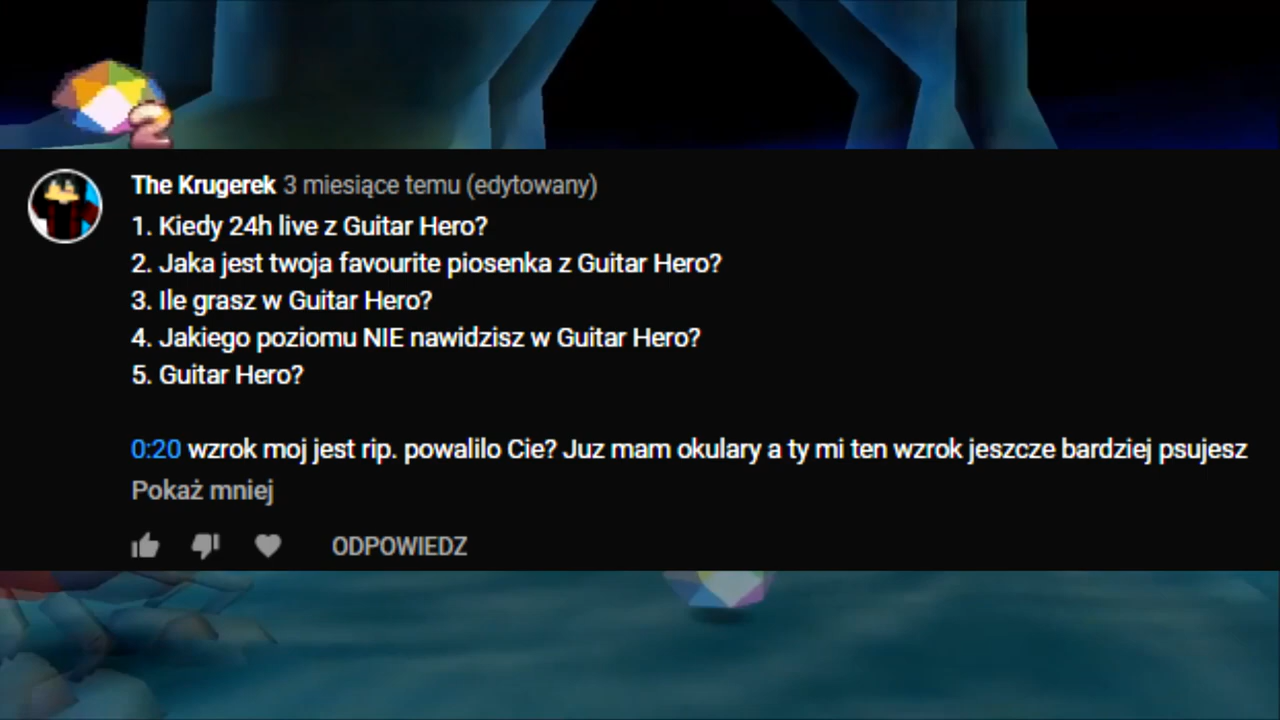 2
The Krugerek 3 miesiące temu (edytowany)
1. Kiedy 24h live z Guitar Hero?
2. Jaka jest twoja favourite piosenka z Guitar Hero?
3. Ile grasz w Guitar Hero?
4. Jakiego poziomu NIE nawidzisz w Guitar Hero?
5. Guitar Hero?
0:20 wzrok moj jest rip. powalilo Cie? Juz mam okulary a ty mi ten wzrok jeszcze bardziej psujesz
Pokaż mniej
ODPOWIEDZ